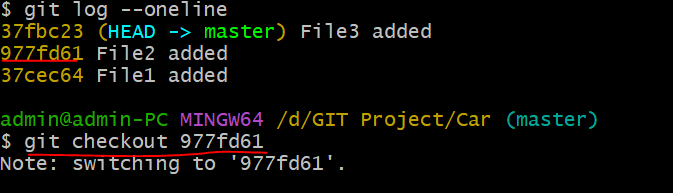 $ git log --oneline
37fbc23 (HEAD -> master) File3 added
977fd61 File2 added
37cec64 File1 added
admin@admin-PC MINGW64 /d/GIT Project/Car (master)
$ git checkout 977fd61
Note: switching to '977fd61'.